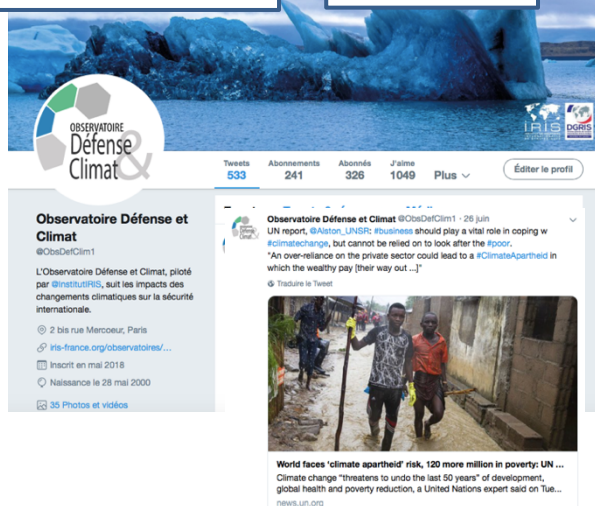 OBSERVATOIRE
Défense
& Climat
IRIS
DGRIS
Tweets
533
Abonnements
241
Abonnés
326
J'aime
1049
Plus
Éditer le profil
Observatoire Défense et
Climat
@ObsDefClim1
L'Observatoire Défense et Climat, piloté
par @InstitutIRIS, suit les impacts des
changements climatiques sur la sécurité
internationale.
2 bis rue Mercoeur, Paris
iris-france.org/observatoires/...
Inscrit en mai 2018
Naissance le 28 mai 2000
35 Photos et vidéos
Observatoire Défense et Climat @ObsDefClim1 · 26 juin
UN report, @Alston_UNSR: #business should play a vital role in coping w
#climatechange, but cannot be relied on to look after the #poor.
"An over-reliance on the private sector could lead to a #ClimateApartheid in
which the wealthy pay [their way out ...]"
Traduire le Tweet
World faces 'climate apartheid' risk, 120 more million in poverty: UN ...
Climate change "threatens to undo the last 50 years" of development,
global health and poverty reduction, a United Nations expert said on Tue...
news.un.org